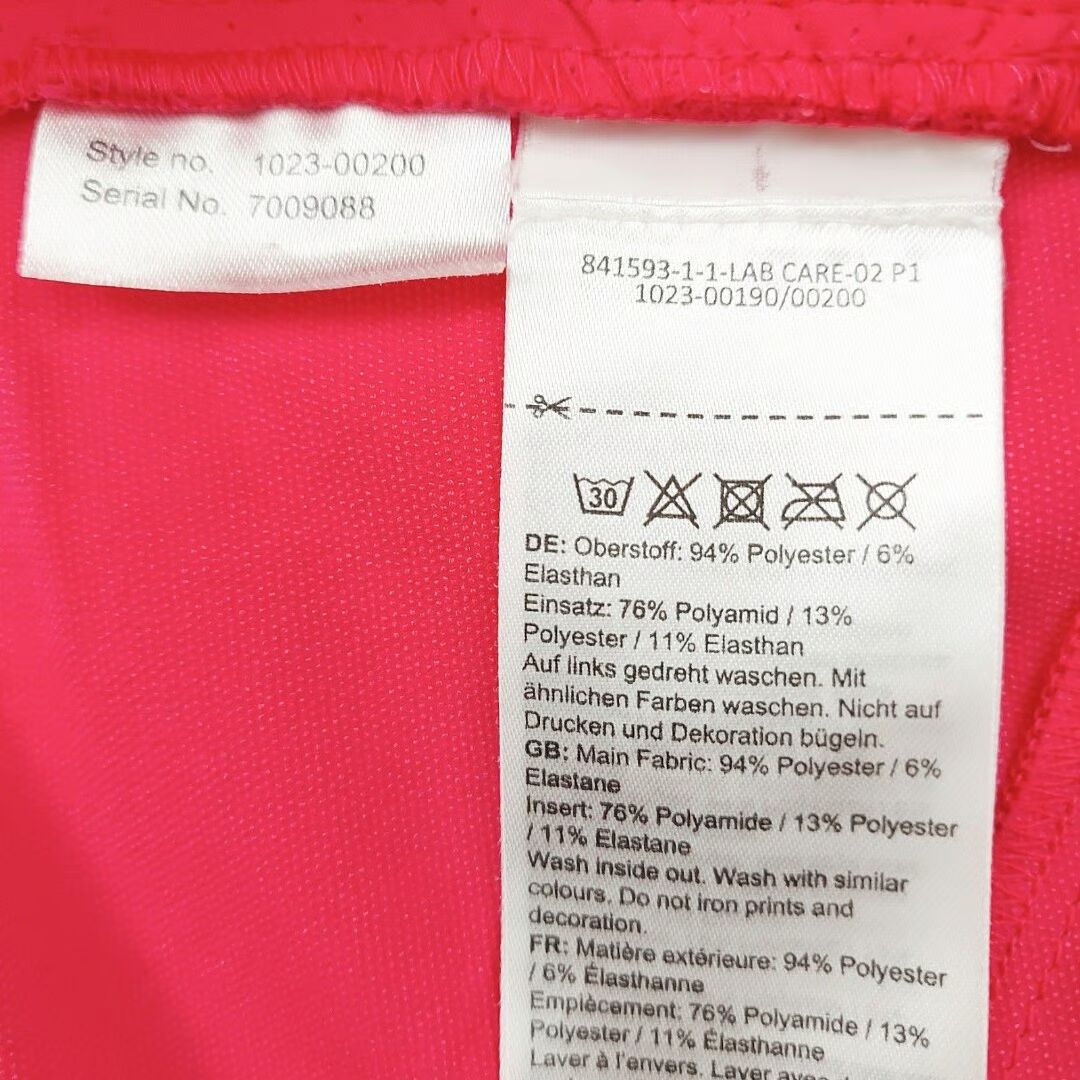 Style no. 1023-00200
Serial No. 7009088
841593-1-1-LAB CARE-02 P1
1023-00190/00200
30
DE: Oberstoff: 94% Polyester / 6%
Elasthan
Einsatz: 76% Polyamid / 13%
Polyester / 11% Elasthan
Auf links gedreht waschen. Mit
ähnlichen Farben waschen. Nicht auf
Drucken und Dekoration bügeln.
GB: Main Fabric: 94% Polyester / 6%
Elastane
Insert: 76% Polyamide / 13% Polyester
/ 11% Elastane
Wash inside out. Wash with similar
colours. Do not iron prints and
decoration.
FR: Matière extérieure: 94% Polyester
/ 6% Élasthanne
Empiècement: 76% Polyamide / 13%
Polyester / 11% Élasthanne
Laver à l'envers. Laver avec